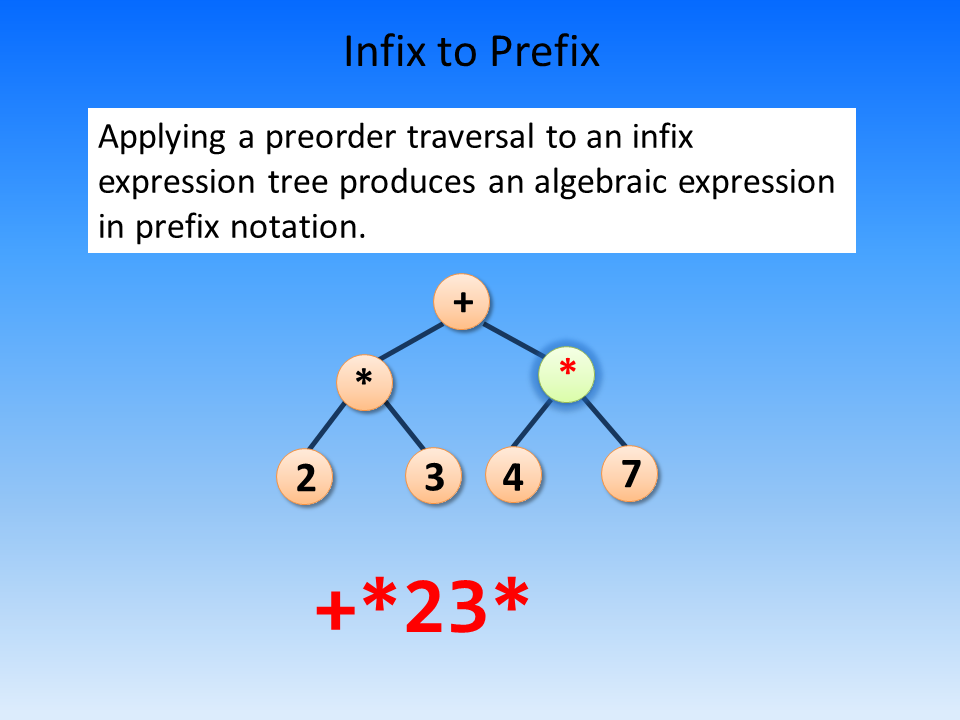 Infix to Prefix
Applying a preorder traversal to an infix
expression tree produces an algebraic expression
in prefix notation.
+
* *
2 3 4 7
+*23*